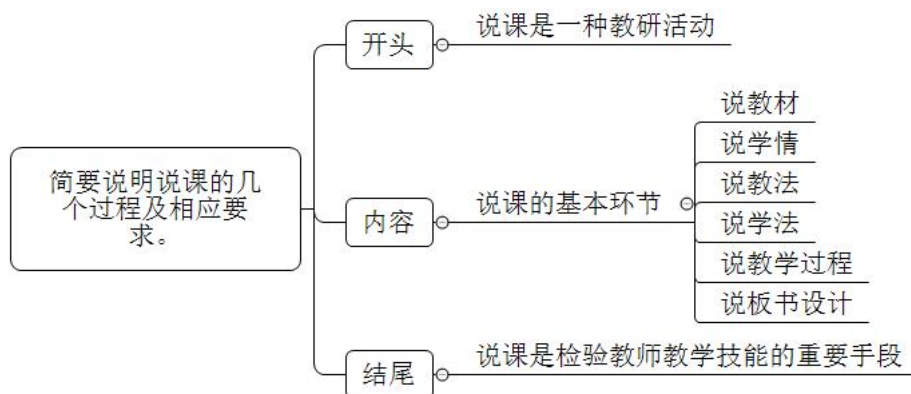 简要说明说课的几
个过程及相应要
求。
开头
说课是一种教研活动
内容
说课的基本环节
说教材
说学情
说教法
说学法
说教学过程
说板书设计
结尾
说课是检验教师教学技能的重要手段